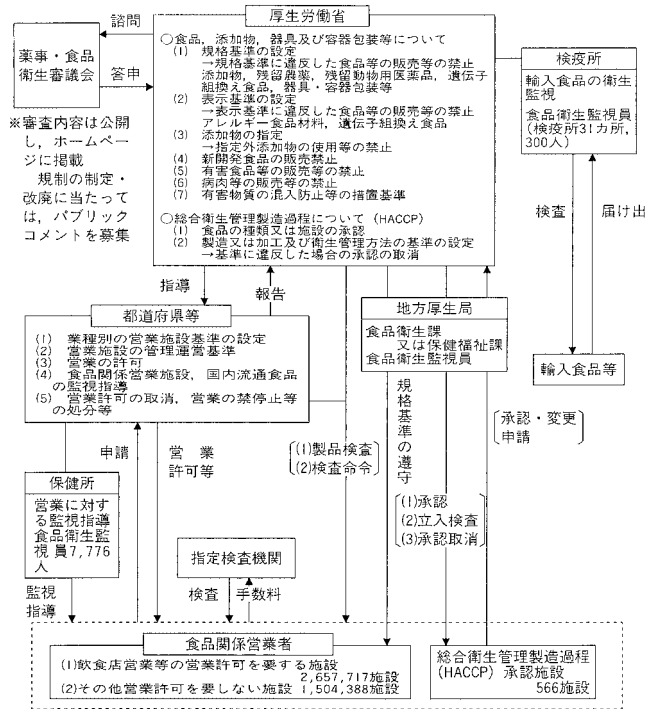 厚生労働省
○食品，添加物，器具及び容器包装等について
(1) 規格基準の設定
→規格基準に違反した食品等の販売等の禁止
添加物，残留農薬，残留動物用医薬品，遺伝子
組換え食品，器具・容器包装等
(2) 表示基準の設定
→表示基準に違反した食品等の販売等の禁止
アレルギー食品材料，遺伝子組換え食品
(3) 添加物の指定
→指定外添加物の使用等の禁止
(4) 新開発食品の販売禁止
(5) 有害食品等の販売等の禁止
(6) 病肉等の販売等の禁止
(7) 有害物質の混入防止等の措置基準
○総合衛生管理製造過程について（HACCP）
(1) 食品の種類又は施設の承認
(2) 製造又は加工及び衛生管理方法の基準の設定
→基準に違反した場合の承認の取消
諮問
答申
薬事・食品
衛生審議会
※審査内容は公開
し，ホームペー
ジに掲載
規制の制定・
改廃に当たって
は，パブリック
コメントを募集
検疫所
輸入食品の衛生
監視
食品衛生監視員
(検疫所31カ所，
300人)
検査
届け出
輸入食品等
指導
報告
都道府県等
(1) 業種別の営業施設基準の設定
(2) 営業施設の管理運営基準
(3) 営業の許可
(4) 食品関係営業施設，国内流通食品
の監視指導
(5) 営業許可の取消，営業の禁停止等
の処分等
地方厚生局
食品衛生課
又は保健福祉課
食品衛生監視員
規格基準の遵守
承認・変更
申請
(1)製品検査
(2)検査命令
(1)承認
(2)立入検査
(3)承認取消
申請
営業
許可等
保健所
営業に対す
る監視指導
食品衛生監
視員7,776
人
監視
指導
指定検査機関
検査
手数料
食品関係営業者
(1)飲食店営業等の営業許可を要する施設
2,657,717施設
(2)その他営業許可を要しない施設 1,504,388施設
総合衛生管理製造過程
(HACCP) 承認施設
566施設